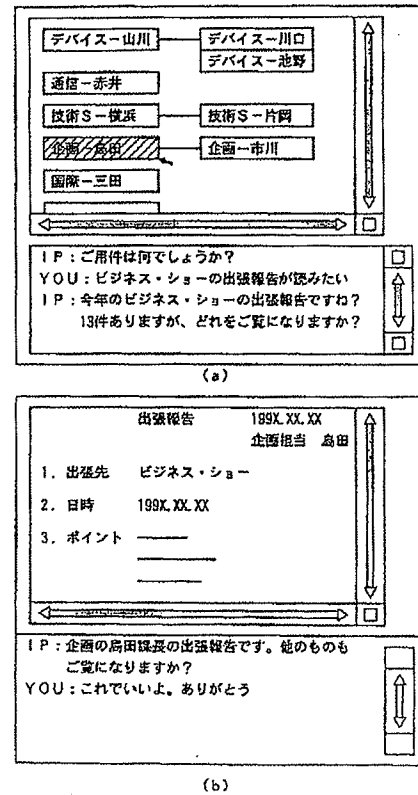 デバイスー山川
デバイスー川口
デバイスー池野
通信ー赤井
技術Sー横浜
技術Sー片岡
企画ー島田
企画ー市川
国際ー三田
IP:ご用件は何でしょうか?
YOU:ビジネス・ショーの出張報告が読みたい
IP:今年のビジネス・ショーの出張報告ですね?
13件ありますが、どれをご覧になりますか?
(a)
出張報告 199X.XX.XX
企画担当 島田
1. 出張先 ビジネス・ショー
2. 日時 199X.XX.XX
3. ポイント
IP:企画の島田課長の出張報告です。他のものも
ご覧になりますか?
YOU:これでいいよ。ありがとう
(b)